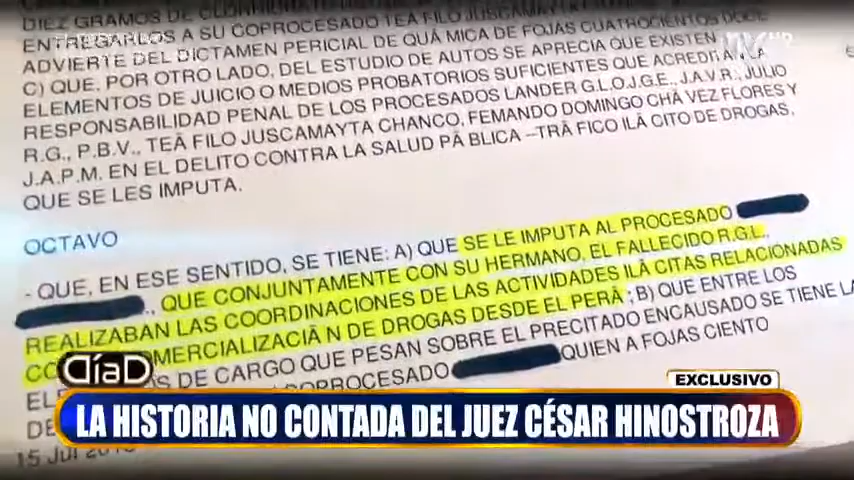 DIEZ GRAMOS DE
ENTREGARLOS A SU COPROCESADO TEÃ FILO JUSCAMAYTA CHANCO,
ADVIERTE DEL DICTAMEN PERICIAL DE QUÃ MICA DE FOJAS CUATROCIENTOS DOCE
C) QUE, POR OTRO LADO, DEL ESTUDIO DE AUTOS SE APRECIA QUE EXISTEN
ELEMENTOS DE JUICIO O MEDIOS PROBATORIOS SUFICIENTES QUE ACREDITAN LA
RESPONSABILIDAD PENAL DE LOS PROCESADOS LANDER G.L.O.J.G.E., J.A.V.R., JULIO
R.G., P.B.V., TEÃ FILO JUSCAMAYTA CHANCO, FEMANDO DOMINGO CHÃ VEZ FLORES Y
J.A.P.M. EN EL DELITO CONTRA LA SALUD PÃ BLICA –TRÃ FICO ILÃ CITO DE DROGAS,
QUE SE LES IMPUTA.
OCTAVO
- QUE, EN ESE SENTIDO, SE TIENE: A) QUE SE LE IMPUTA AL PROCESADO
., QUE CONJUNTAMENTE CON SU HERMANO, EL FALLECIDO R.G.L.,
REALIZABAN LAS COORDINACIONES DE LAS ACTIVIDADES ILÃ CITAS RELACIONADAS
COMERCIALIZACIÃ N DE DROGAS DESDE EL PERÃ ; B) QUE ENTRE LOS
DE CARGO QUE PESAN SOBRE EL PRECITADO ENCAUSADO SE TIENE LA
COPROCESADO QUIEN A FOJAS CIENTO
DíaD
EXCLUSIVO
LA HISTORIA NO CONTADA DEL JUEZ CÉSAR HINOSTROZA
15 Jul